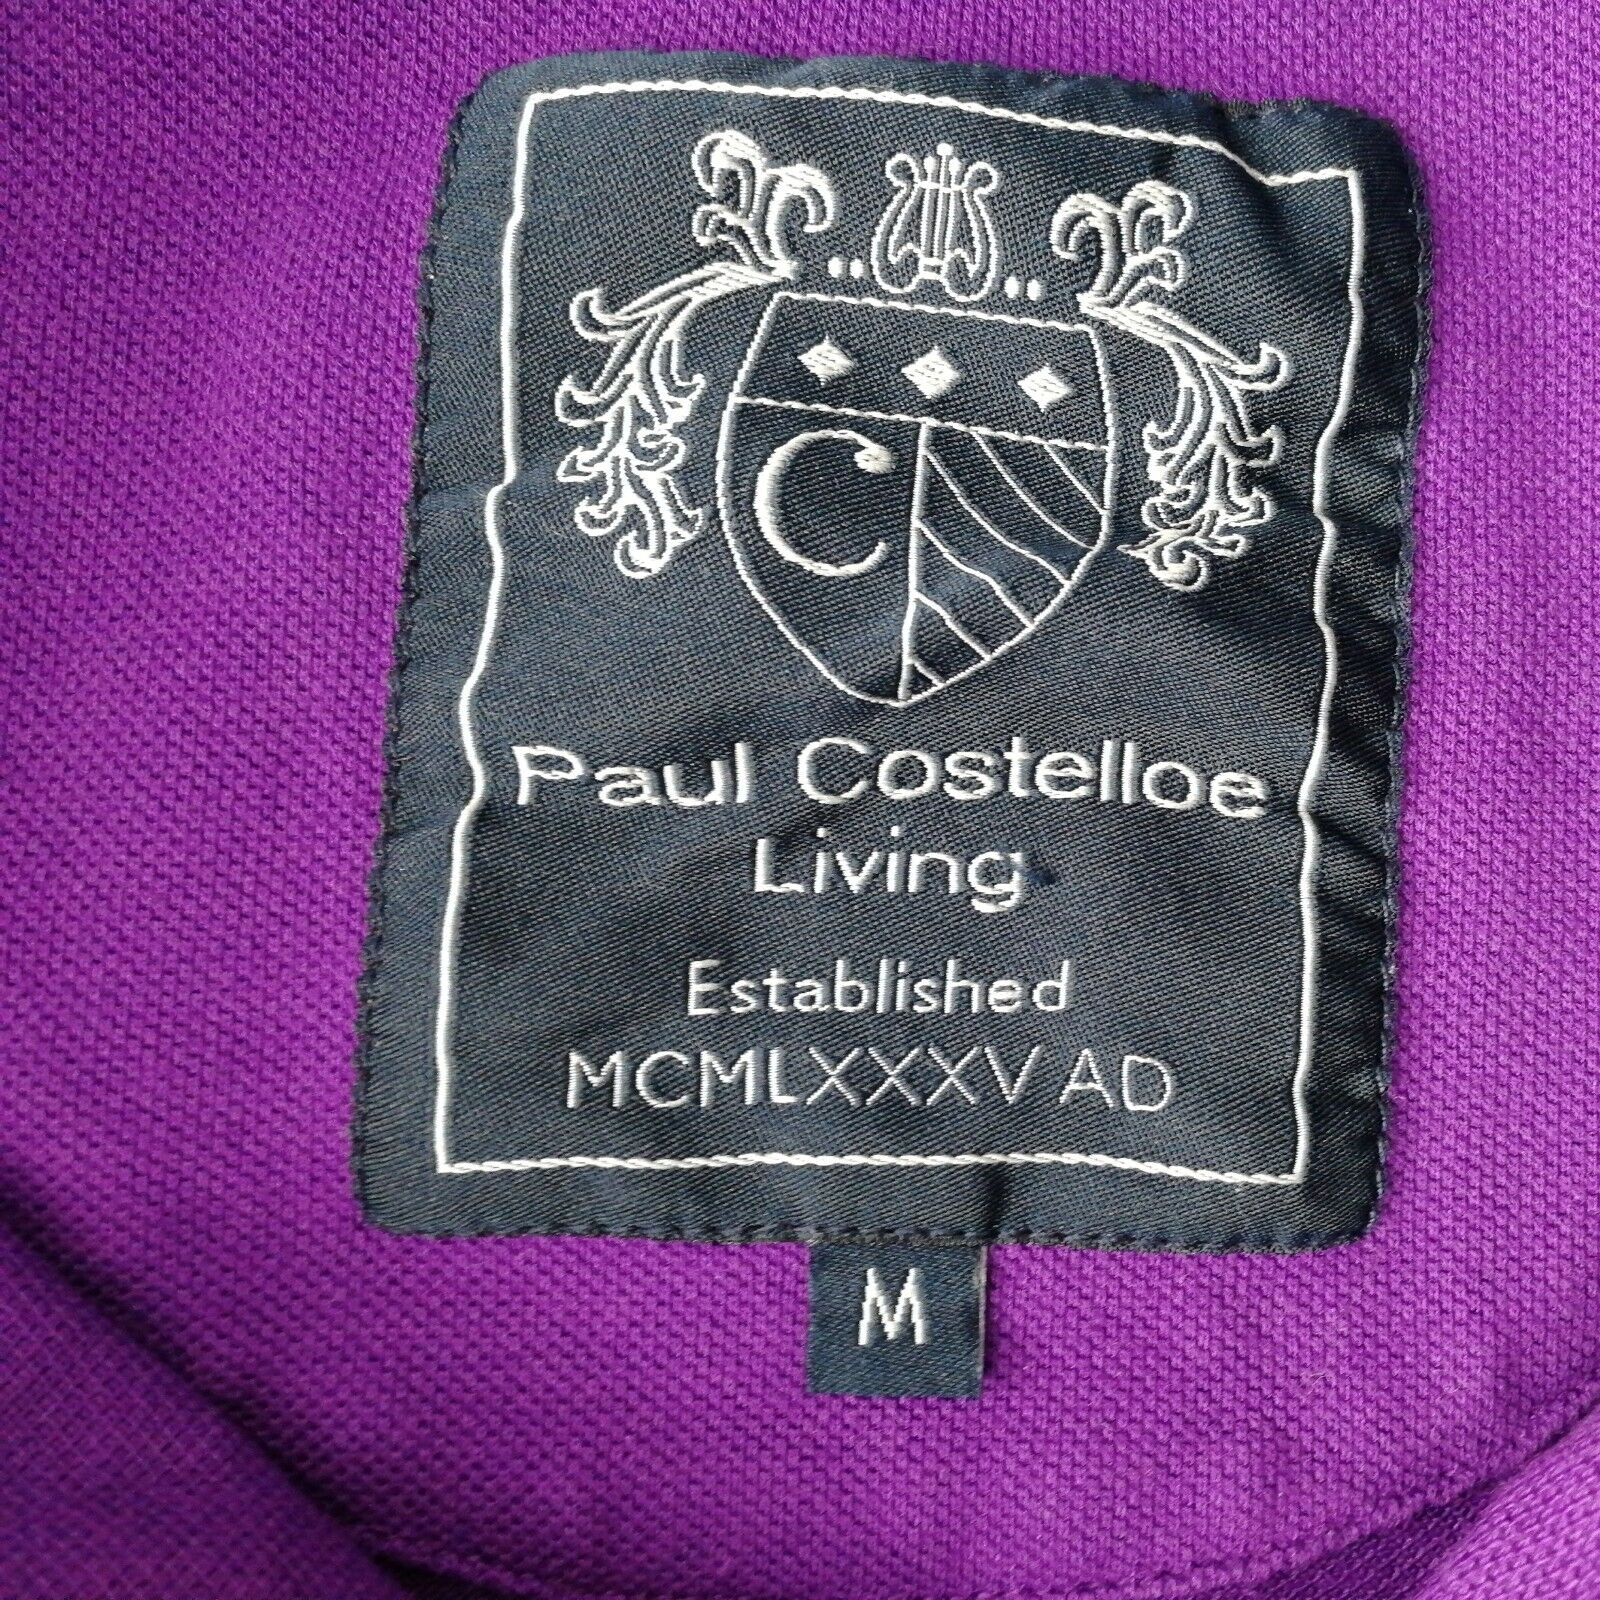 C
Paul Costelloe
Living
Established
MCMLXXXV AD
M